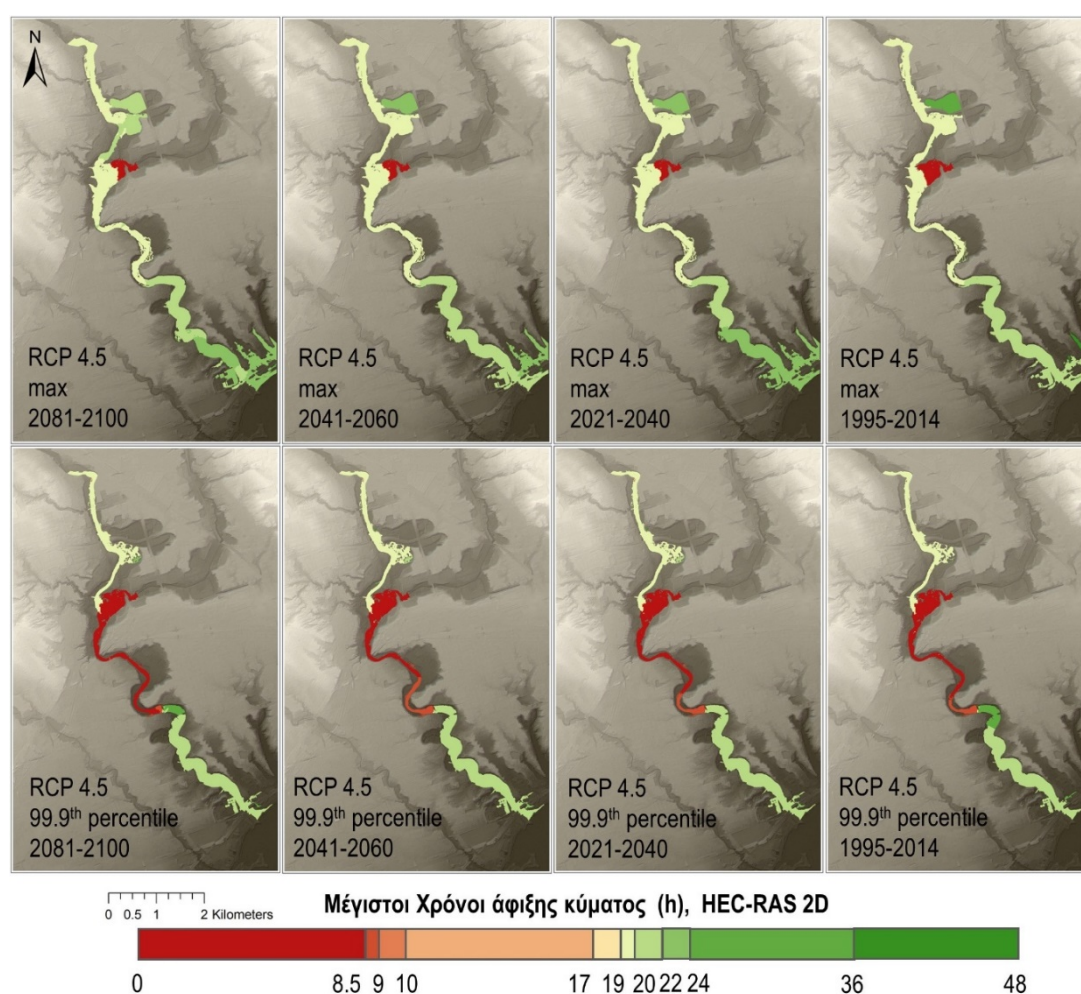 N
RCP 4.5
max
2081-2100
RCP 4.5
max
2041-2060
RCP 4.5
max
2021-2040
RCP 4.5
max
1995-2014
RCP 4.5
99.9th percentile
2081-2100
RCP 4.5
99.9th percentile
2041-2060
RCP 4.5
99.9th percentile
2021-2040
RCP 4.5
99.9th percentile
1995-2014
0 0.5 1 2 Kilometers
Μέγιστοι Χρόνοι άφιξης κύματος (h), HEC-RAS 2D
0 8.5 9 10 17 19 20 22 24 36 48